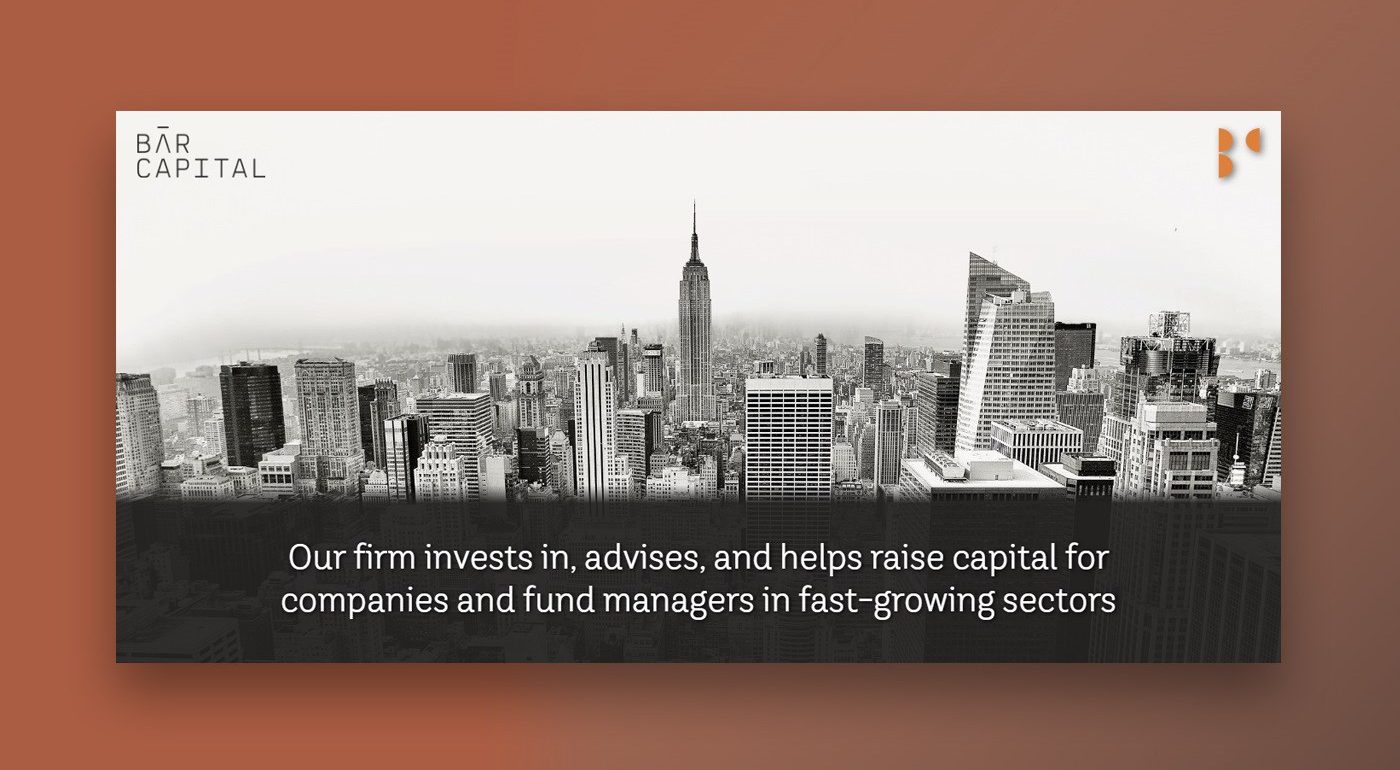 BĀR
CAPITAL
Our firm invests in, advises, and helps raise capital for
companies and fund managers in fast-growing sectors